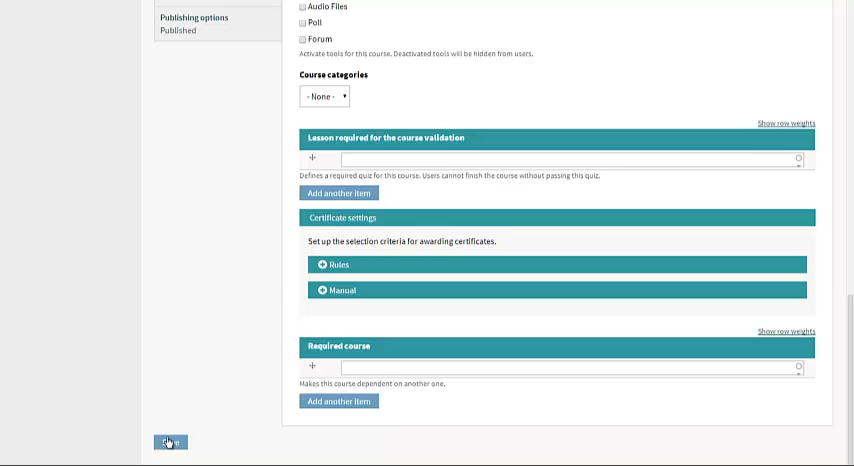 Audio Files
Publishing options
Published
Poll
Forum
Activate tools for this course. Deactivated tools will be hidden from users.
Course categories
- None -
Show row weights
Lesson required for the course validation
Defines a required quiz for this course. Users cannot finish the course without passing this quiz.
Add another item
Certificate settings
Set up the selection criteria for awarding certificates.
Rules
Manual
Show row weights
Required course
Makes this course dependent on another one.
Add another item